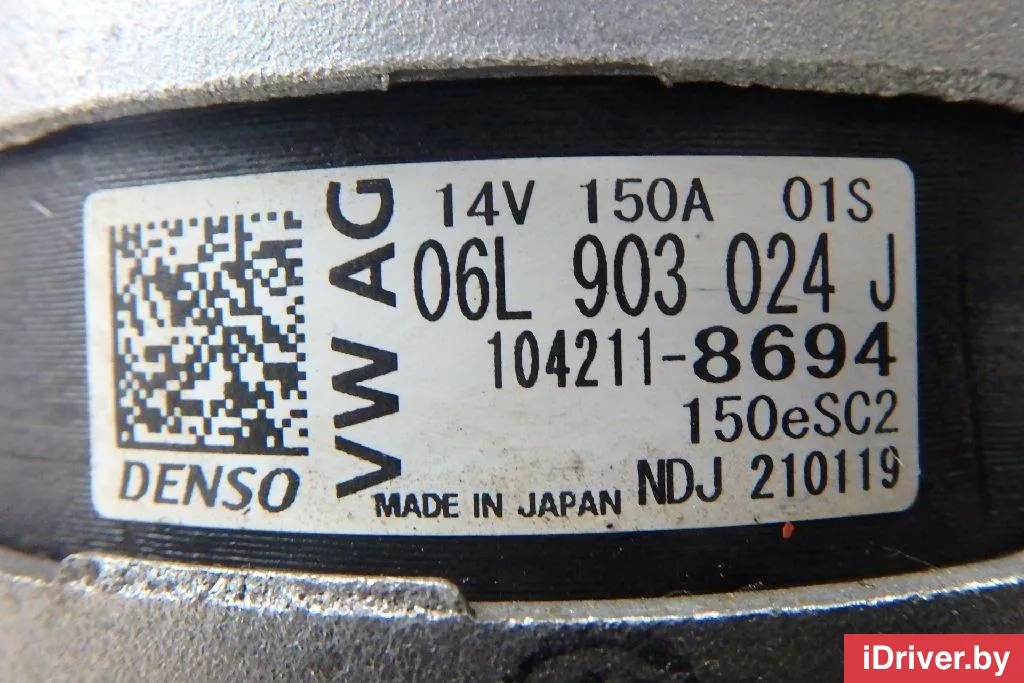 14V 150A 01S
VW AG
06L 903 024 J
104211-8694
150eSC2
DENSO
MADE IN JAPAN
NDJ 210119
iDriver.by